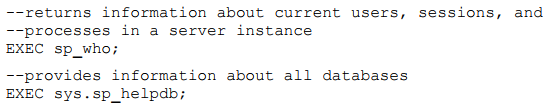 --returns information about current users, sessions, and
--processes in a server instance
EXEC sp_who;
--provides information about all databases
EXEC sys.sp_helpdb;